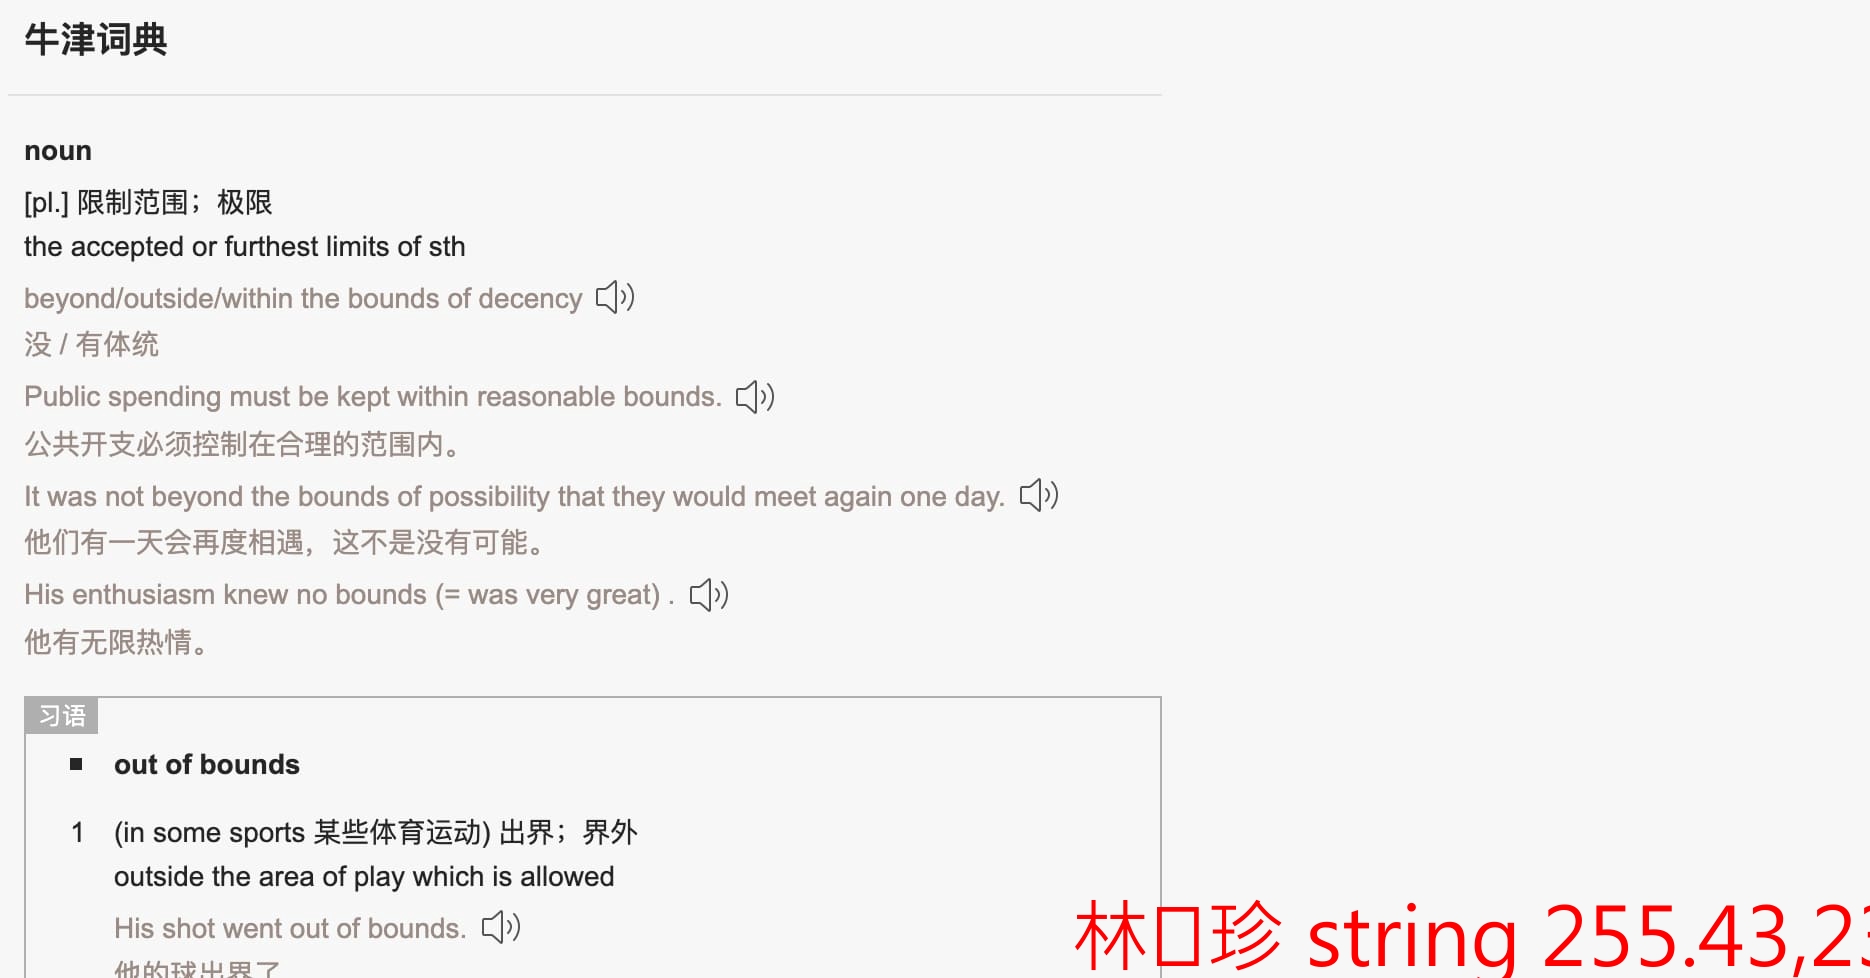 牛津词典
noun
[pl.] 限制范围；极限
the accepted or furthest limits of sth
beyond/outside/within the bounds of decency
没 / 有体统
Public spending must be kept within reasonable bounds.
公共开支必须控制在合理的范围内。
It was not beyond the bounds of possibility that they would meet again one day.
他们有一天会再度相遇，这不是没有可能。
His enthusiasm knew no bounds (= was very great) .
他有无限热情。
习语
■ out of bounds
1 (in some sports 某些体育运动) 出界；界外
outside the area of play which is allowed
His shot went out of bounds.
他的球出界了
林▯珍 string 255.43,23